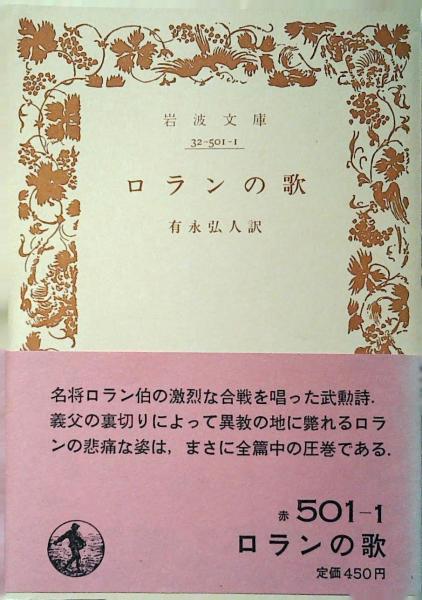 岩波文庫
32-501-1
ロランの歌
有永弘人訳
名将ロラン伯の激烈な合戦を唱った武勲詩.
義父の裏切りによって異教の地に斃れるロラ
ンの悲痛な姿は, まさに全篇中の圧巻である.
赤 501-1
ロランの歌
定価450円